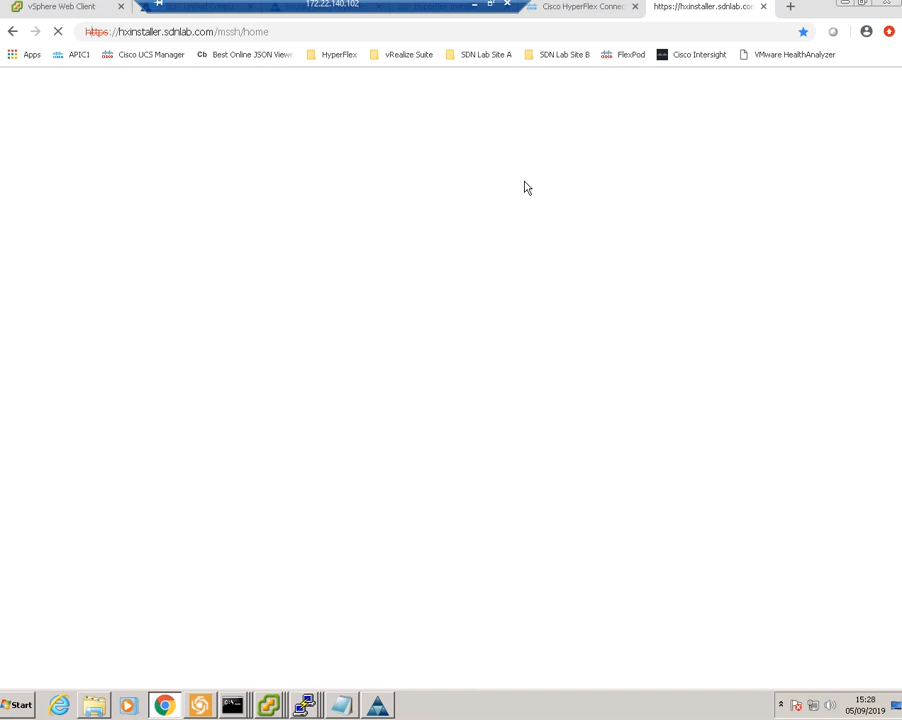 172.22.140.102
vSphere Web Client
Cisco HyperFlex Connec
https://hxinstaller.sdnlab.co
https://hxinstaller.sdnlab.com/mssh/home
Apps
APIC1
Cisco UCS Manager
Cb Best Online JSON View
HyperFlex
vRealize Suite
SDN Lab Site A
SDN Lab Site B
FlexPod
Cisco Intersight
VMware HealthAnalyzer
Start
15:28
05/09/2019